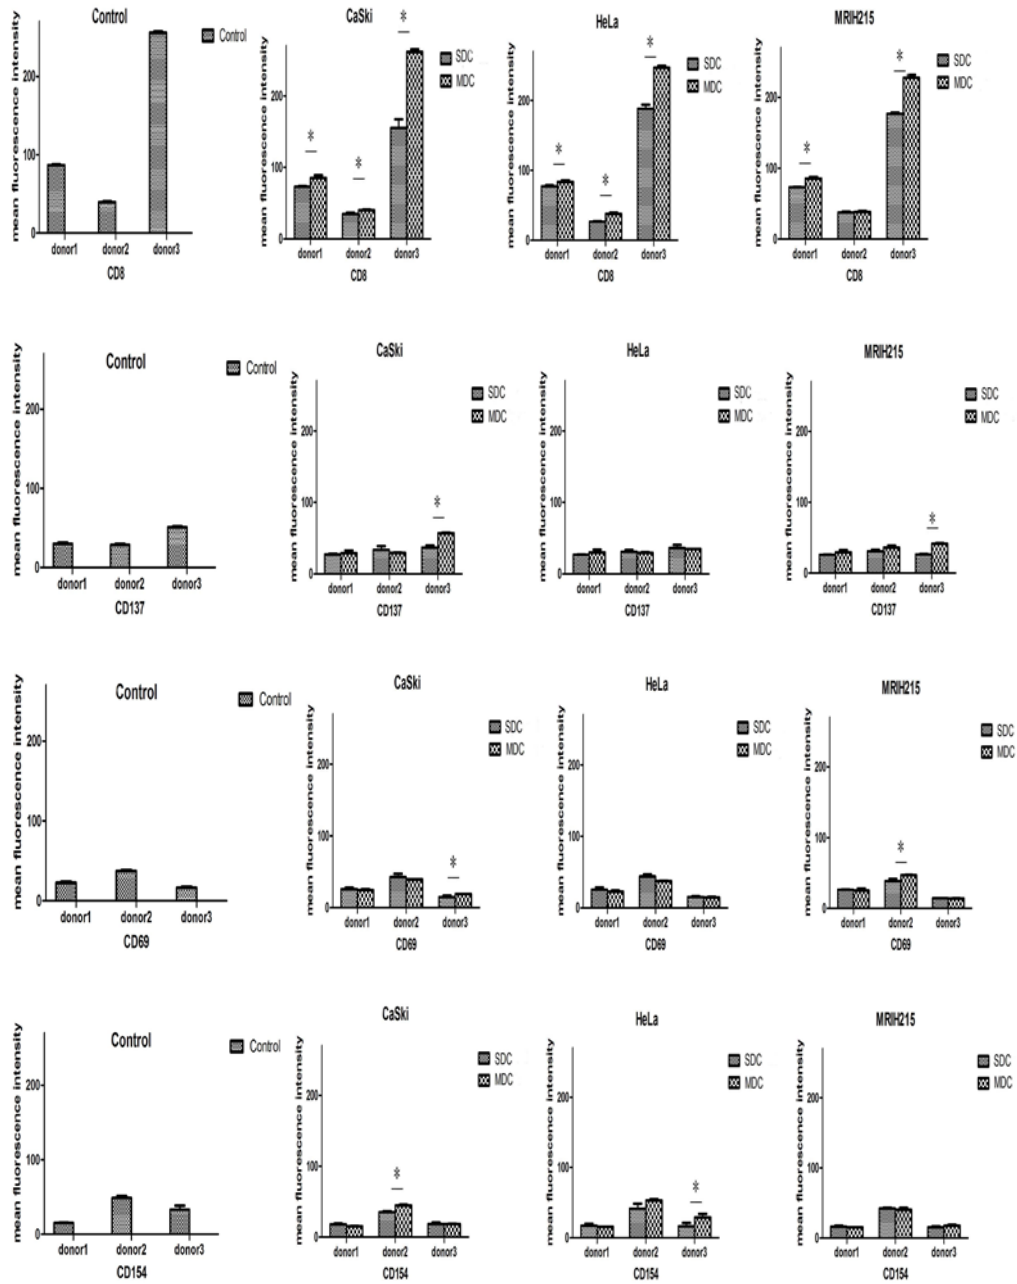 Control
mean fluorescence intensity
200
100
0
donor1 donor2 donor3
CD8
Control
CaSki
mean fluorescence intensity
200
100
0
* * *
donor1 donor2 donor3
CD8
SDC
MDC
HeLa
mean fluorescence intensity
200
100
0
* * *
donor1 donor2 donor3
CD8
SDC
MDC
MRIH215
mean fluorescence intensity
200
100
0
* *
donor1 donor2 donor3
CD8
SDC
MDC
Control
mean fluorescence intensity
200
100
0
donor1 donor2 donor3
CD137
Control
CaSki
mean fluorescence intensity
200
100
0
*
donor1 donor2 donor3
CD137
SDC
MDC
HeLa
mean fluorescence intensity
200
100
0
donor1 donor2 donor3
CD137
SDC
MDC
MRIH215
mean fluorescence intensity
200
100
0
*
donor1 donor2 donor3
CD137
SDC
MDC
Control
mean fluorescence intensity
200
100
0
donor1 donor2 donor3
CD69
Control
CaSki
mean fluorescence intensity
200
100
0
*
donor1 donor2 donor3
CD69
SDC
MDC
HeLa
mean fluorescence intensity
200
100
0
donor1 donor2 donor3
CD69
SDC
MDC
MRIH215
mean fluorescence intensity
200
100
0
*
donor1 donor2 donor3
CD69
SDC
MDC
Control
mean fluorescence intensity
200
100
0
donor1 donor2 donor3
CD154
Control
CaSki
mean fluorescence intensity
200
100
0
*
donor1 donor2 donor3
CD154
SDC
MDC
HeLa
mean fluorescence intensity
200
100
0
*
donor1 donor2 donor3
CD154
SDC
MDC
MRIH215
mean fluorescence intensity
200
100
0
donor1 donor2 donor3
CD154
SDC
MDC